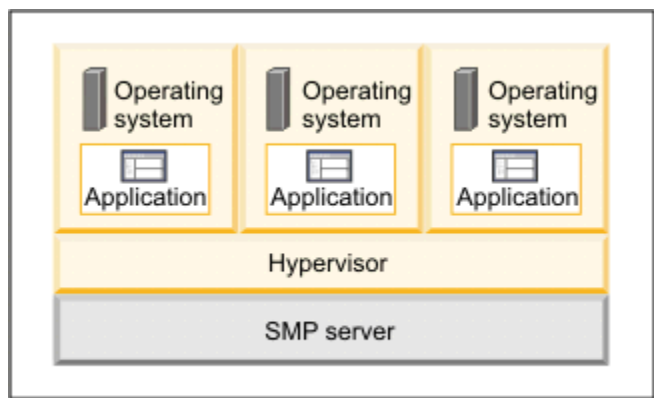 Operating
system
Application
Operating
system
Application
Operating
system
Application
Hypervisor
SMP server